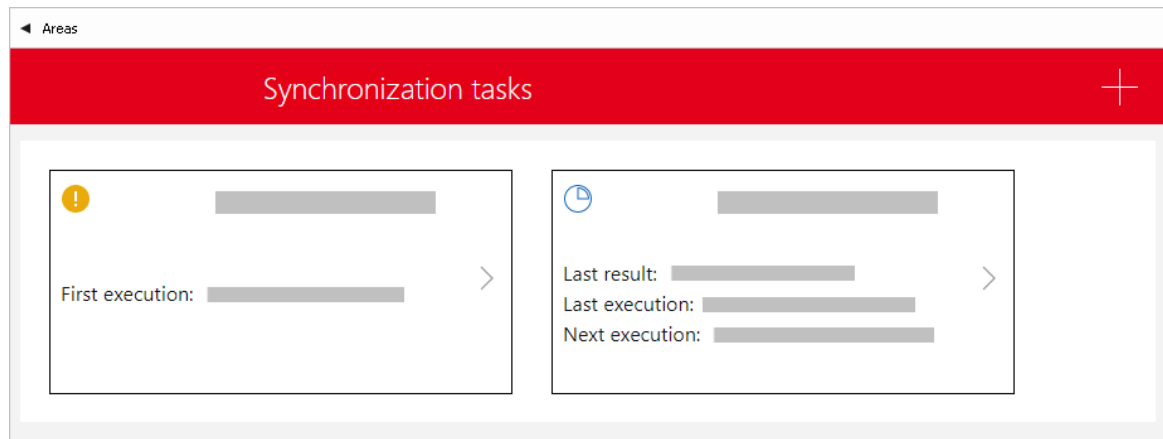 Areas
Synchronization tasks
First execution:
Last result:
Last execution:
Next execution: